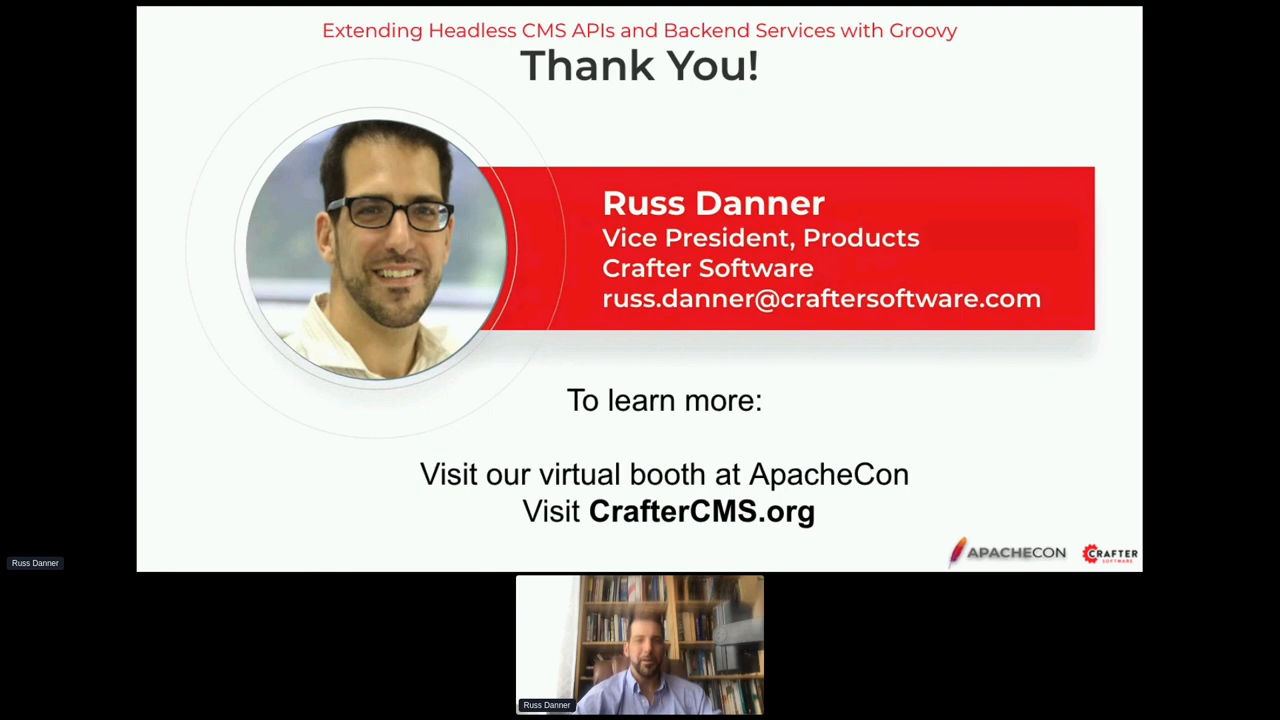 Extending Headless CMS APIs and Backend Services with Groovy
Thank You!
Russ Danner
Vice President, Products
Crafter Software
russ.danner@craftersoftware.com
To learn more:
Visit our virtual booth at ApacheCon
Visit CrafterCMS.org
APACHECON
CRAFTER
SOFTWARE
Russ Danner
Russ Danner